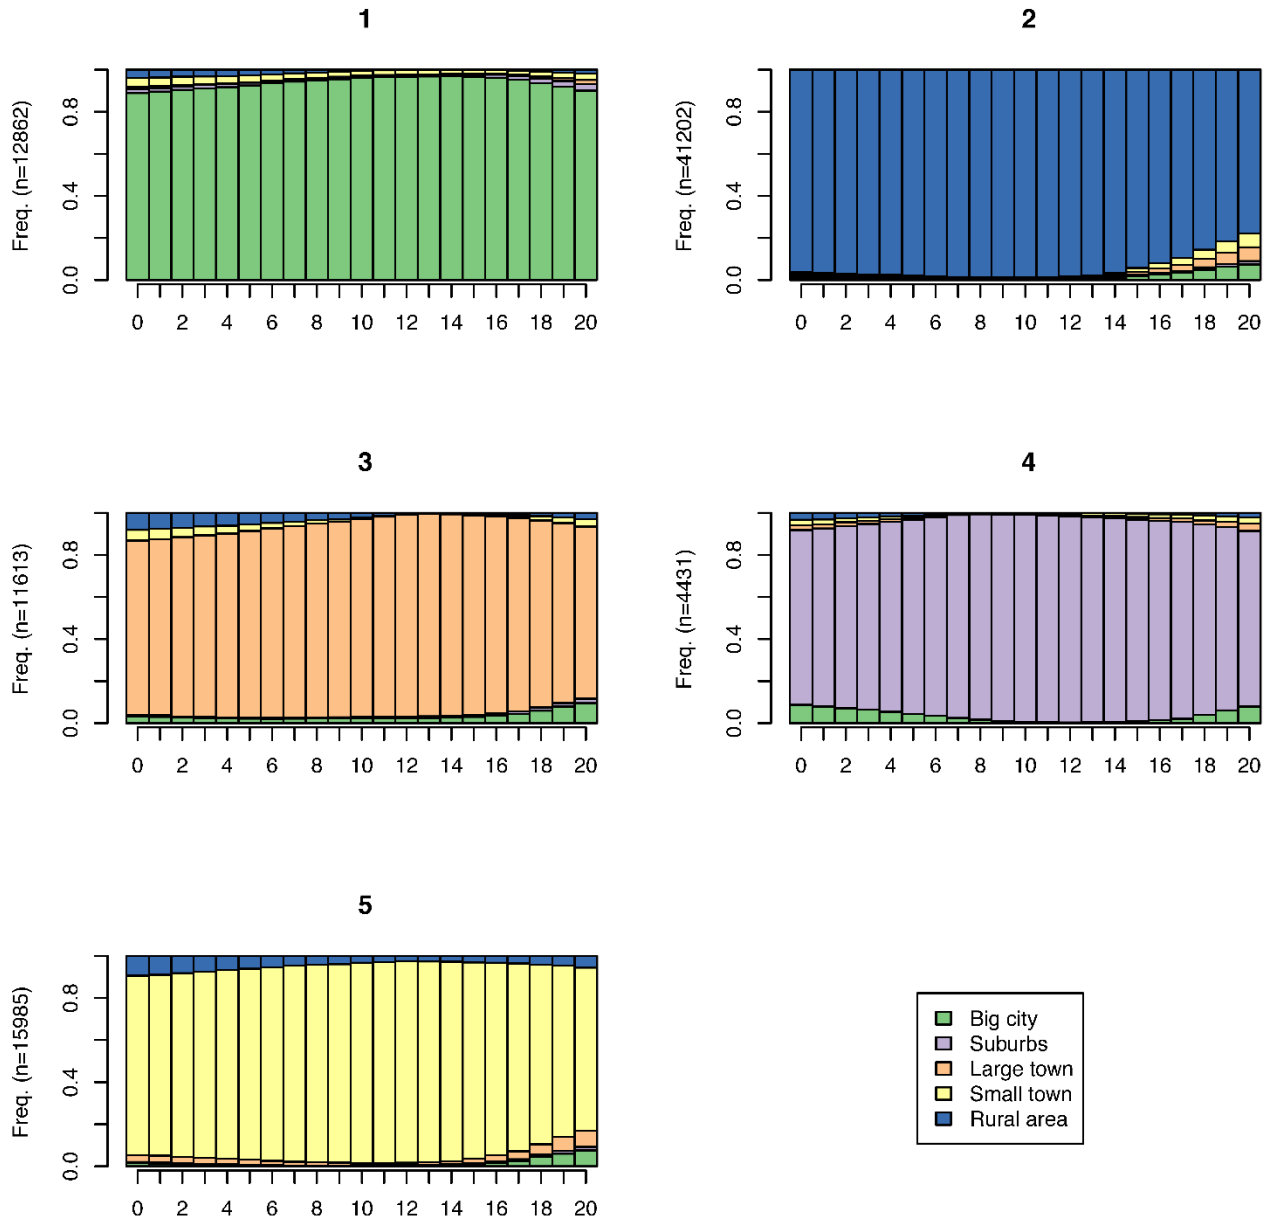 1
Freq. (n=12862)
0.0 0.4 0.8
0 2 4 6 8 10 12 14 16 18 20
2
Freq. (n=41202)
0.0 0.4 0.8
0 2 4 6 8 10 12 14 16 18 20
3
Freq. (n=11613)
0.0 0.4 0.8
0 2 4 6 8 10 12 14 16 18 20
4
Freq. (n=4431)
0.0 0.4 0.8
0 2 4 6 8 10 12 14 16 18 20
5
Freq. (n=15985)
0.0 0.4 0.8
0 2 4 6 8 10 12 14 16 18 20
Big city
Suburbs
Large town
Small town
Rural area